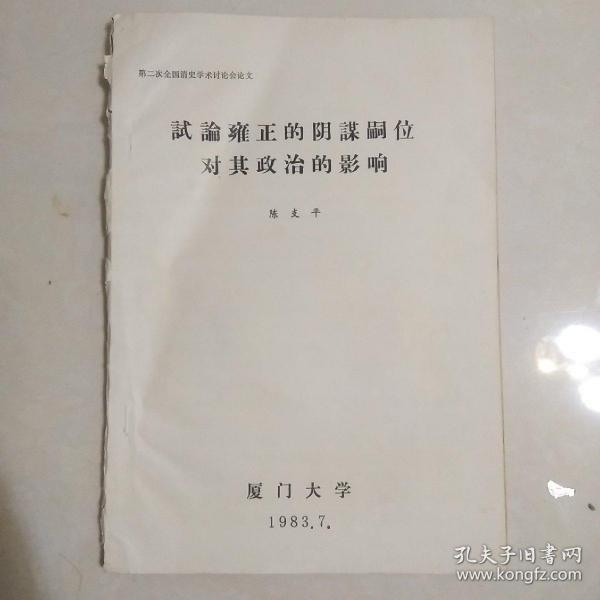 第二次全国清史学术讨论会论文
試論雍正的阴謀嗣位
对其政治的影响
陈支平
厦门大学
1983.7.
孔夫子旧书网
www.kongfz.com